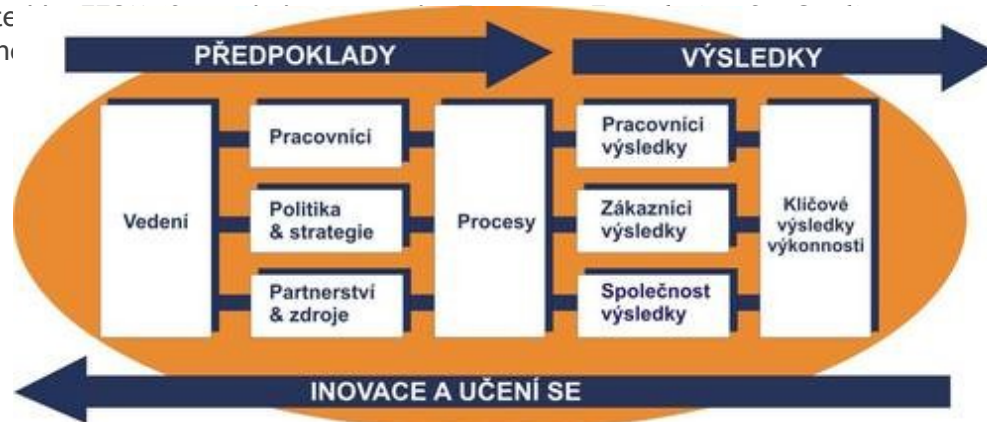 PŘEDPOKLADY
VÝSLEDKY
Vedení
Pracovníci
Politika
& strategie
Partnerství
& zdroje
Procesy
Pracovníci
výsledky
Zákazníci
výsledky
Společnost
výsledky
Klíčové
výsledky
výkonnosti
INOVACE A UČENÍ SE